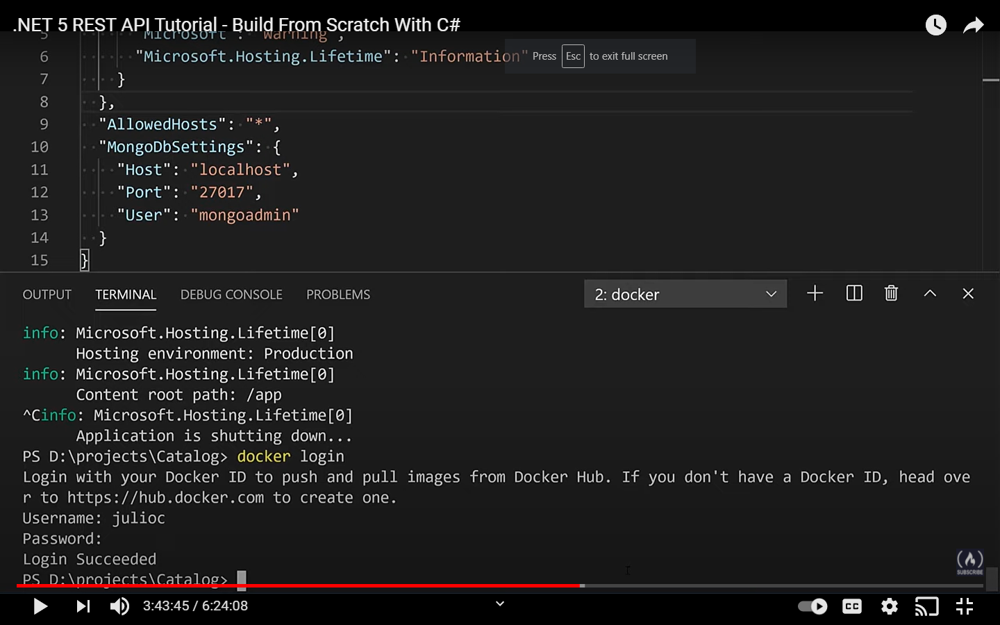 .NET 5 REST API Tutorial - Build From Scratch With C#
5 "Microsoft": "Warning",
6 "Microsoft.Hosting.Lifetime": "Information"
Press Esc to exit full screen
7 }
8 },
9 "AllowedHosts": "*",
10 "MongoDbSettings": {
11 "Host": "localhost",
12 "Port": "27017",
13 "User": "mongoadmin"
14 }
15 }
OUTPUT TERMINAL DEBUG CONSOLE PROBLEMS 2: docker
info: Microsoft.Hosting.Lifetime[0]
Hosting environment: Production
info: Microsoft.Hosting.Lifetime[0]
Content root path: /app
^Cinfo: Microsoft.Hosting.Lifetime[0]
Application is shutting down...
PS D:\projects\Catalog> docker login
Login with your Docker ID to push and pull images from Docker Hub. If you don't have a Docker ID, head ove
r to https://hub.docker.com to create one.
Username: julioc
Password:
Login Succeeded
PS D:\projects\Catalog>
SUBSCRIBE
3:43:45 / 6:24:08
CC